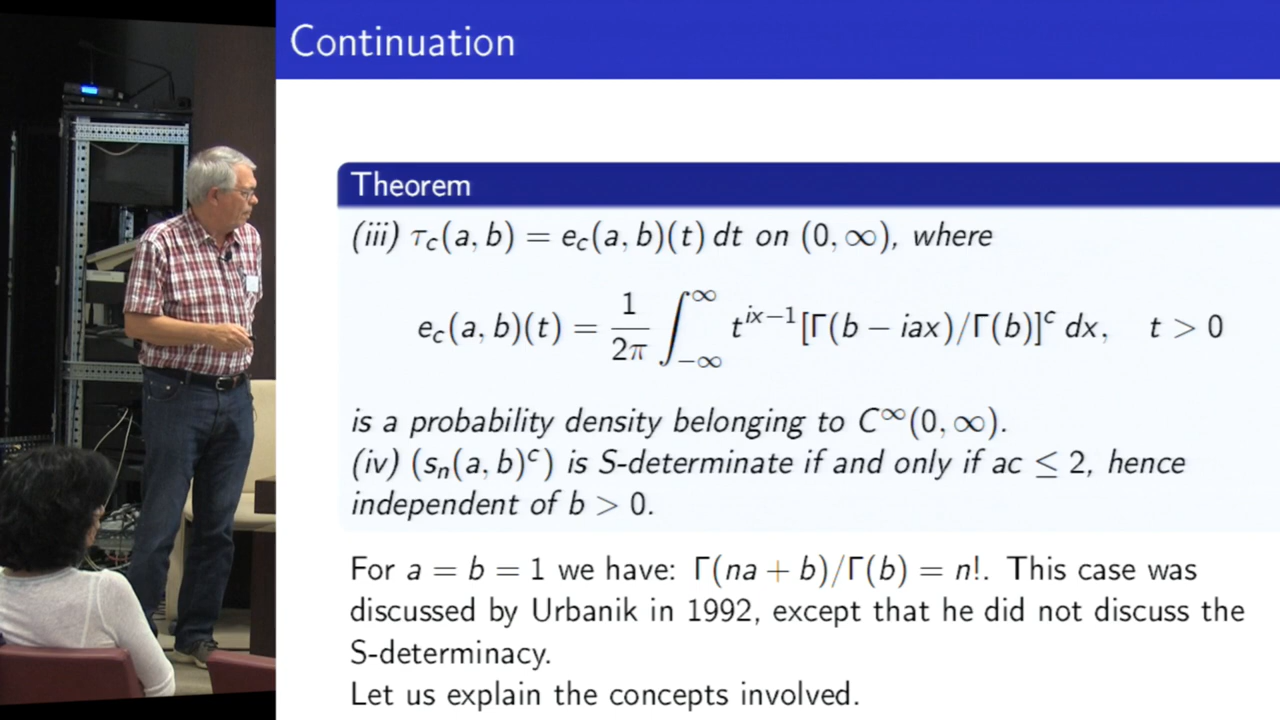 Continuation
Theorem
(iii) τ_c(a, b) = e_c(a, b)(t) dt on (0, ∞), where
e_c(a, b)(t) = \frac{1}{2π} ∫_{−∞}^{∞} t^{ix−1}[Γ(b − iax)/Γ(b)]^c dx, t > 0
is a probability density belonging to C^∞(0, ∞).
(iv) (s_n(a, b)^c) is S-determinate if and only if ac ≤ 2, hence
independent of b > 0.
For a = b = 1 we have: Γ(na + b)/Γ(b) = n!. This case was
discussed by Urbanik in 1992, except that he did not discuss the
S-determinacy.
Let us explain the concepts involved.